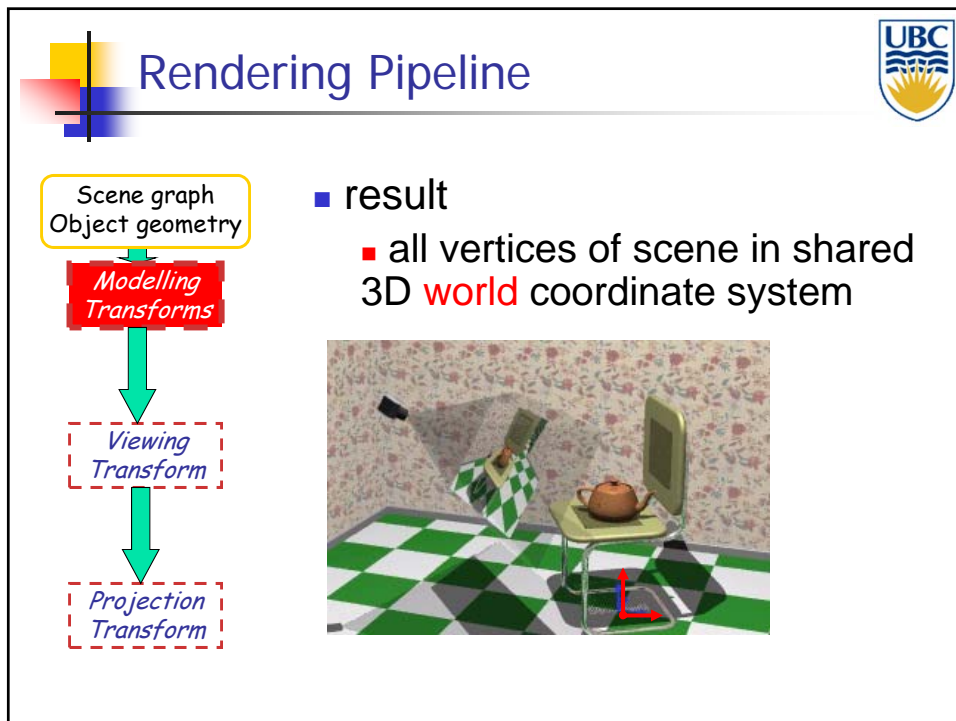 Rendering Pipeline
UBC
Scene graph
Object geometry
Modelling
Transforms
Viewing
Transform
Projection
Transform
result
all vertices of scene in shared
3D world coordinate system